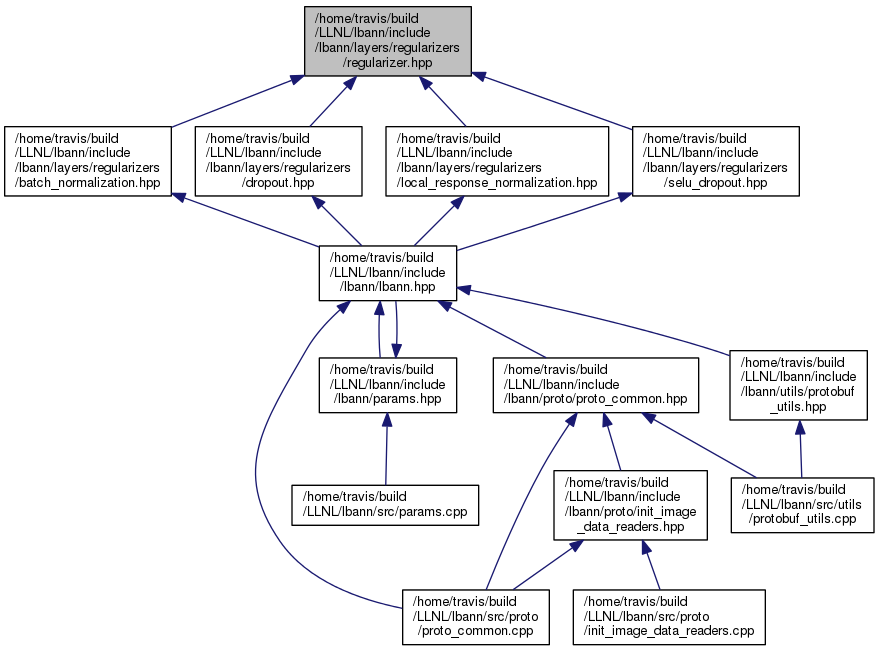 /home/travis/build
/LLNL/lbann/include
/lbann/layers/regularizers
/regularizer.hpp
/home/travis/build
/LLNL/lbann/include
/lbann/layers/regularizers
/batch_normalization.hpp
/home/travis/build
/LLNL/lbann/include
/lbann/layers/regularizers
/dropout.hpp
/home/travis/build
/LLNL/lbann/include
/lbann/layers/regularizers
/local_response_normalization.hpp
/home/travis/build
/LLNL/lbann/include
/lbann/layers/regularizers
/selu_dropout.hpp
/home/travis/build
/LLNL/lbann/include
/lbann/lbann.hpp
/home/travis/build
/LLNL/lbann/include
/lbann/params.hpp
/home/travis/build
/LLNL/lbann/include
/lbann/proto/proto_common.hpp
/home/travis/build
/LLNL/lbann/include
/lbann/utils/protobuf
_utils.hpp
/home/travis/build
/LLNL/lbann/src/params.cpp
/home/travis/build
/LLNL/lbann/include
/lbann/proto/init_image
_data_readers.hpp
/home/travis/build
/LLNL/lbann/src/utils
/protobuf_utils.cpp
/home/travis/build
/LLNL/lbann/src/proto
/proto_common.cpp
/home/travis/build
/LLNL/lbann/src/proto
/init_image_data_readers.cpp